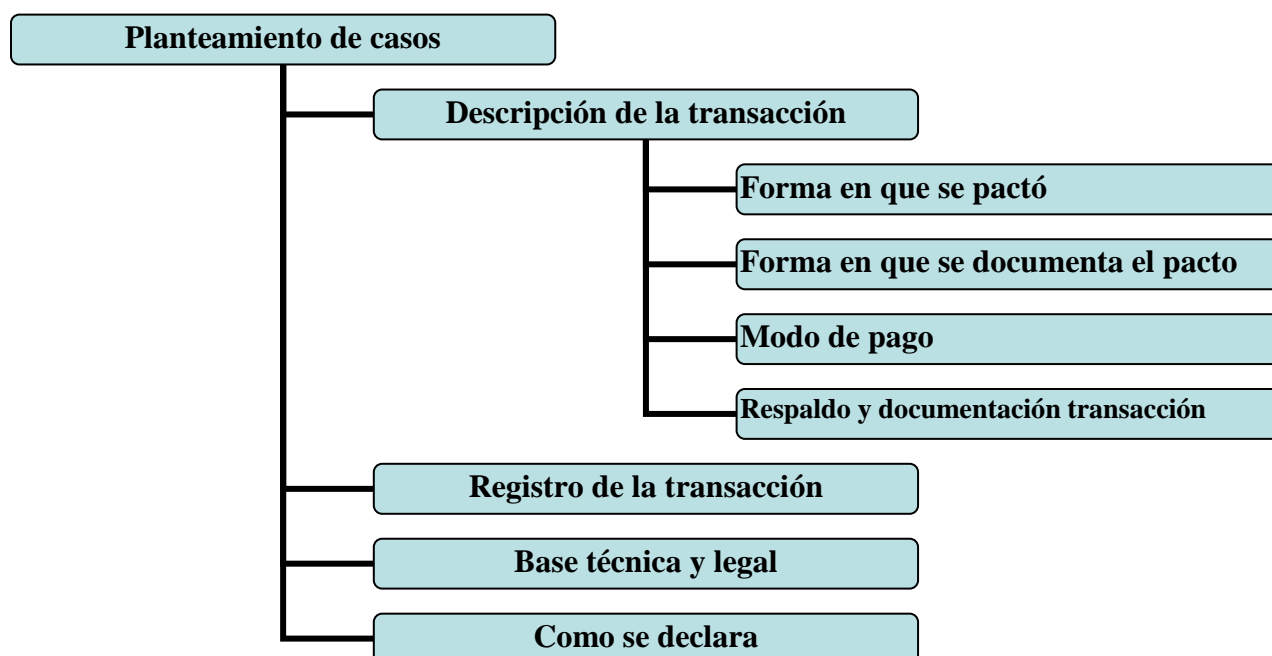 Planteamiento de casos
Descripción de la transacción
Forma en que se pactó
Forma en que se documenta el pacto
Modo de pago
Respaldo y documentación transacción
Registro de la transacción
Base técnica y legal
Como se declara